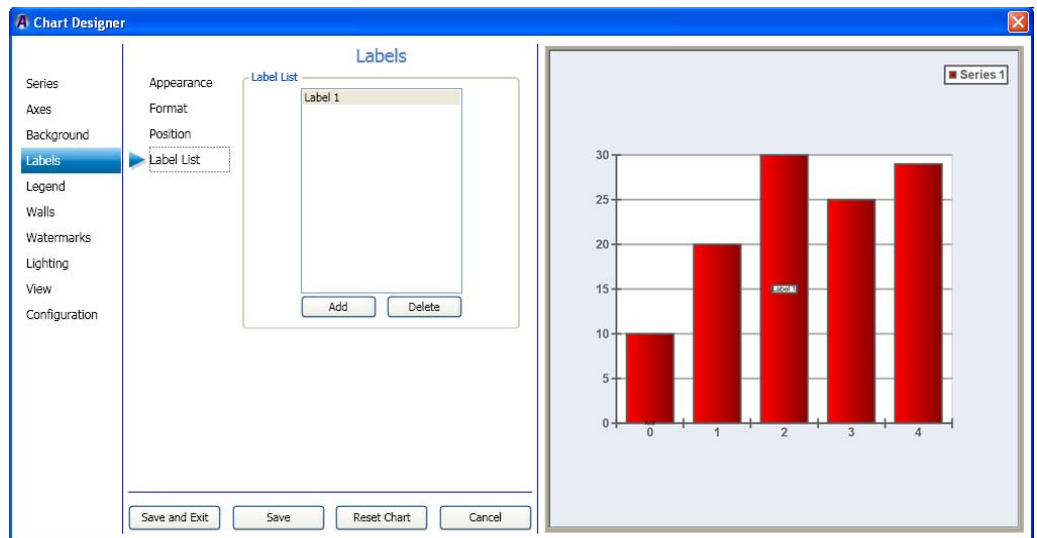 Chart Designer
Series
Axes
Background
Labels
Legend
Walls
Watermarks
Lighting
View
Configuration
Appearance
Format
Position
Label List
Labels
Label List
Label 1
Add
Delete
Save and Exit
Save
Reset Chart
Cancel
Series 1
30
25
20
15
10
5
0
Label 1
0 1 2 3 4